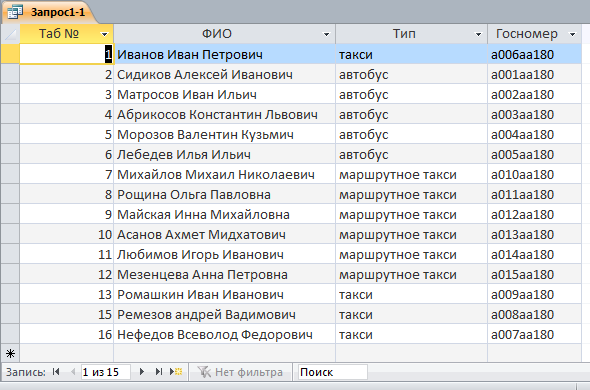 Запрос1-1
Таб № ФИО Тип Госномер
1 Иванов Иван Петрович такси а006аа180
2 Сидиков Алексей Иванович автобус а001аа180
3 Матросов Иван Ильич автобус а002аа180
4 Абрикосов Константин Львович автобус а003аа180
5 Морозов Валентин Кузьмич автобус а004аа180
6 Лебедев Илья Ильич автобус а005аа180
7 Михайлов Михаил Николаевич маршрутное такси а010аа180
8 Рощина Ольга Павловна маршрутное такси а011аа180
9 Майская Инна Михайловна маршрутное такси а012аа180
10 Асанов Ахмет Мидхатович маршрутное такси а013аа180
11 Любимов Игорь Иванович маршрутное такси а014аа180
12 Мезенцева Анна Петровна маршрутное такси а015аа180
13 Ромашкин Иван Иванович такси а009аа180
15 Ремезов андрей Вадимович такси а008аа180
16 Нефедов Всеволод Федорович такси а007аа180
Запись: 1 из 15 Нет фильтра Поиск